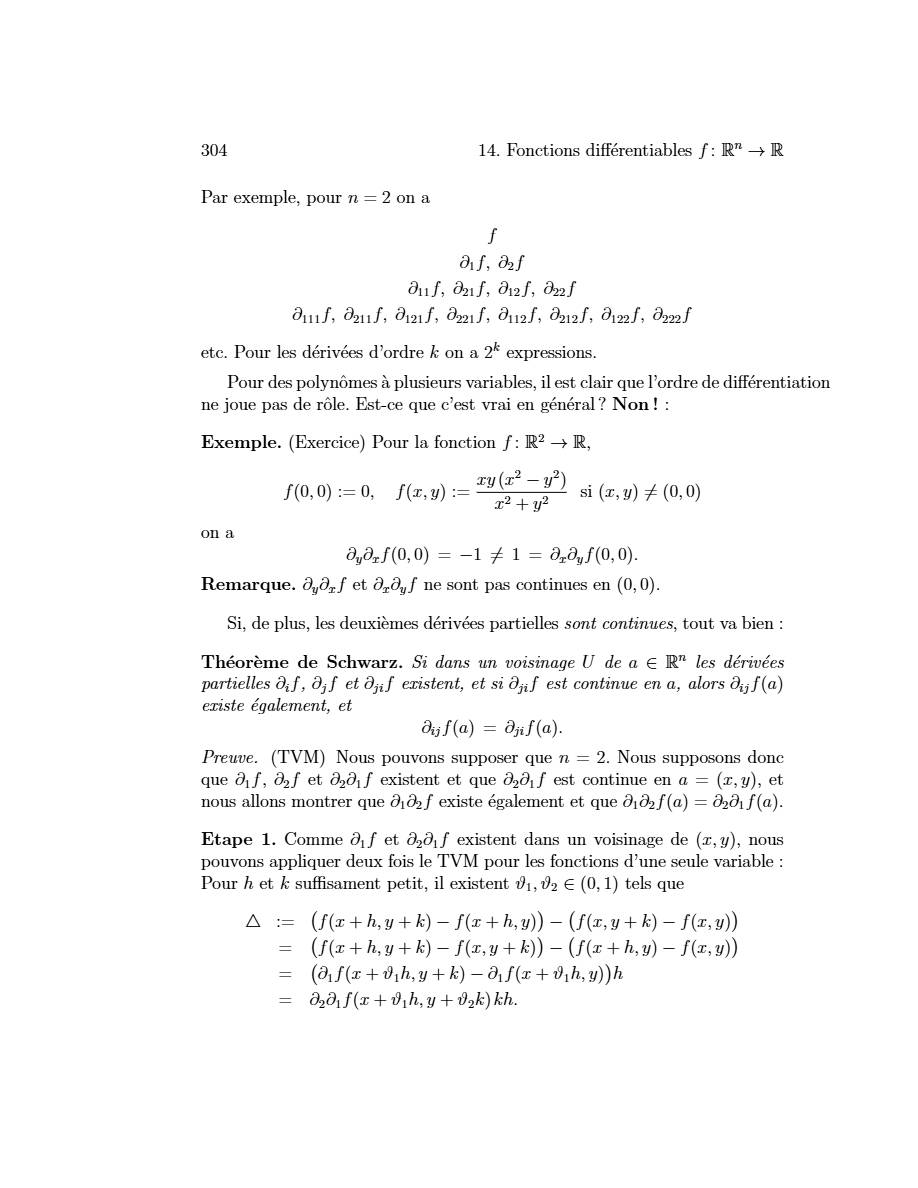 304 14. Fonctions différentiables f : ℝⁿ → ℝ
Par exemple, pour n = 2 on a
f
∂₁f, ∂₂f
∂₁₁f, ∂₂₁f, ∂₁₂f, ∂₂₂f
∂₁₁₁f, ∂₂₁₁f, ∂₁₂₁f, ∂₂₂₁f, ∂₁₁₂f, ∂₂₁₂f, ∂₁₂₂f, ∂₂₂₂f
etc. Pour les dérivées d'ordre k on a 2ᵏ expressions.
Pour des polynômes à plusieurs variables, il est clair que l'ordre de différentiation
ne joue pas de rôle. Est-ce que c'est vrai en général ? Non ! :
Exemple. (Exercice) Pour la fonction f : ℝ² → ℝ,
f(0, 0) := 0, f(x, y) := xy(x² − y²) / (x² + y²) si (x, y) ≠ (0, 0)
on a
∂y∂xf(0, 0) = −1 ≠ 1 = ∂x∂yf(0, 0).
Remarque. ∂y∂xf et ∂x∂yf ne sont pas continues en (0, 0).
Si, de plus, les deuxièmes dérivées partielles sont continues, tout va bien :
Théorème de Schwarz. Si dans un voisinage U de a ∈ ℝⁿ les dérivées
partielles ∂ᵢf, ∂ⱼf et ∂ⱼᵢf existent, et si ∂ⱼᵢf est continue en a, alors ∂ᵢⱼf(a)
existe également, et
∂ᵢⱼf(a) = ∂ⱼᵢf(a).
Preuve. (TVM) Nous pouvons supposer que n = 2. Nous supposons donc
que ∂₁f, ∂₂f et ∂₂∂₁f existent et que ∂₂∂₁f est continue en a = (x, y), et
nous allons montrer que ∂₁∂₂f existe également et que ∂₁∂₂f(a) = ∂₂∂₁f(a).
Etape 1. Comme ∂₁f et ∂₂∂₁f existent dans un voisinage de (x, y), nous
pouvons appliquer deux fois le TVM pour les fonctions d'une seule variable :
Pour h et k suffisament petit, il existent ϑ₁, ϑ₂ ∈ (0, 1) tels que
△ := (f(x + h, y + k) − f(x + h, y)) − (f(x, y + k) − f(x, y))
= (f(x + h, y + k) − f(x, y + k)) − (f(x + h, y) − f(x, y))
= (∂₁f(x + ϑ₁h, y + k) − ∂₁f(x + ϑ₁h, y))h
= ∂₂∂₁f(x + ϑ₁h, y + ϑ₂k)kh.